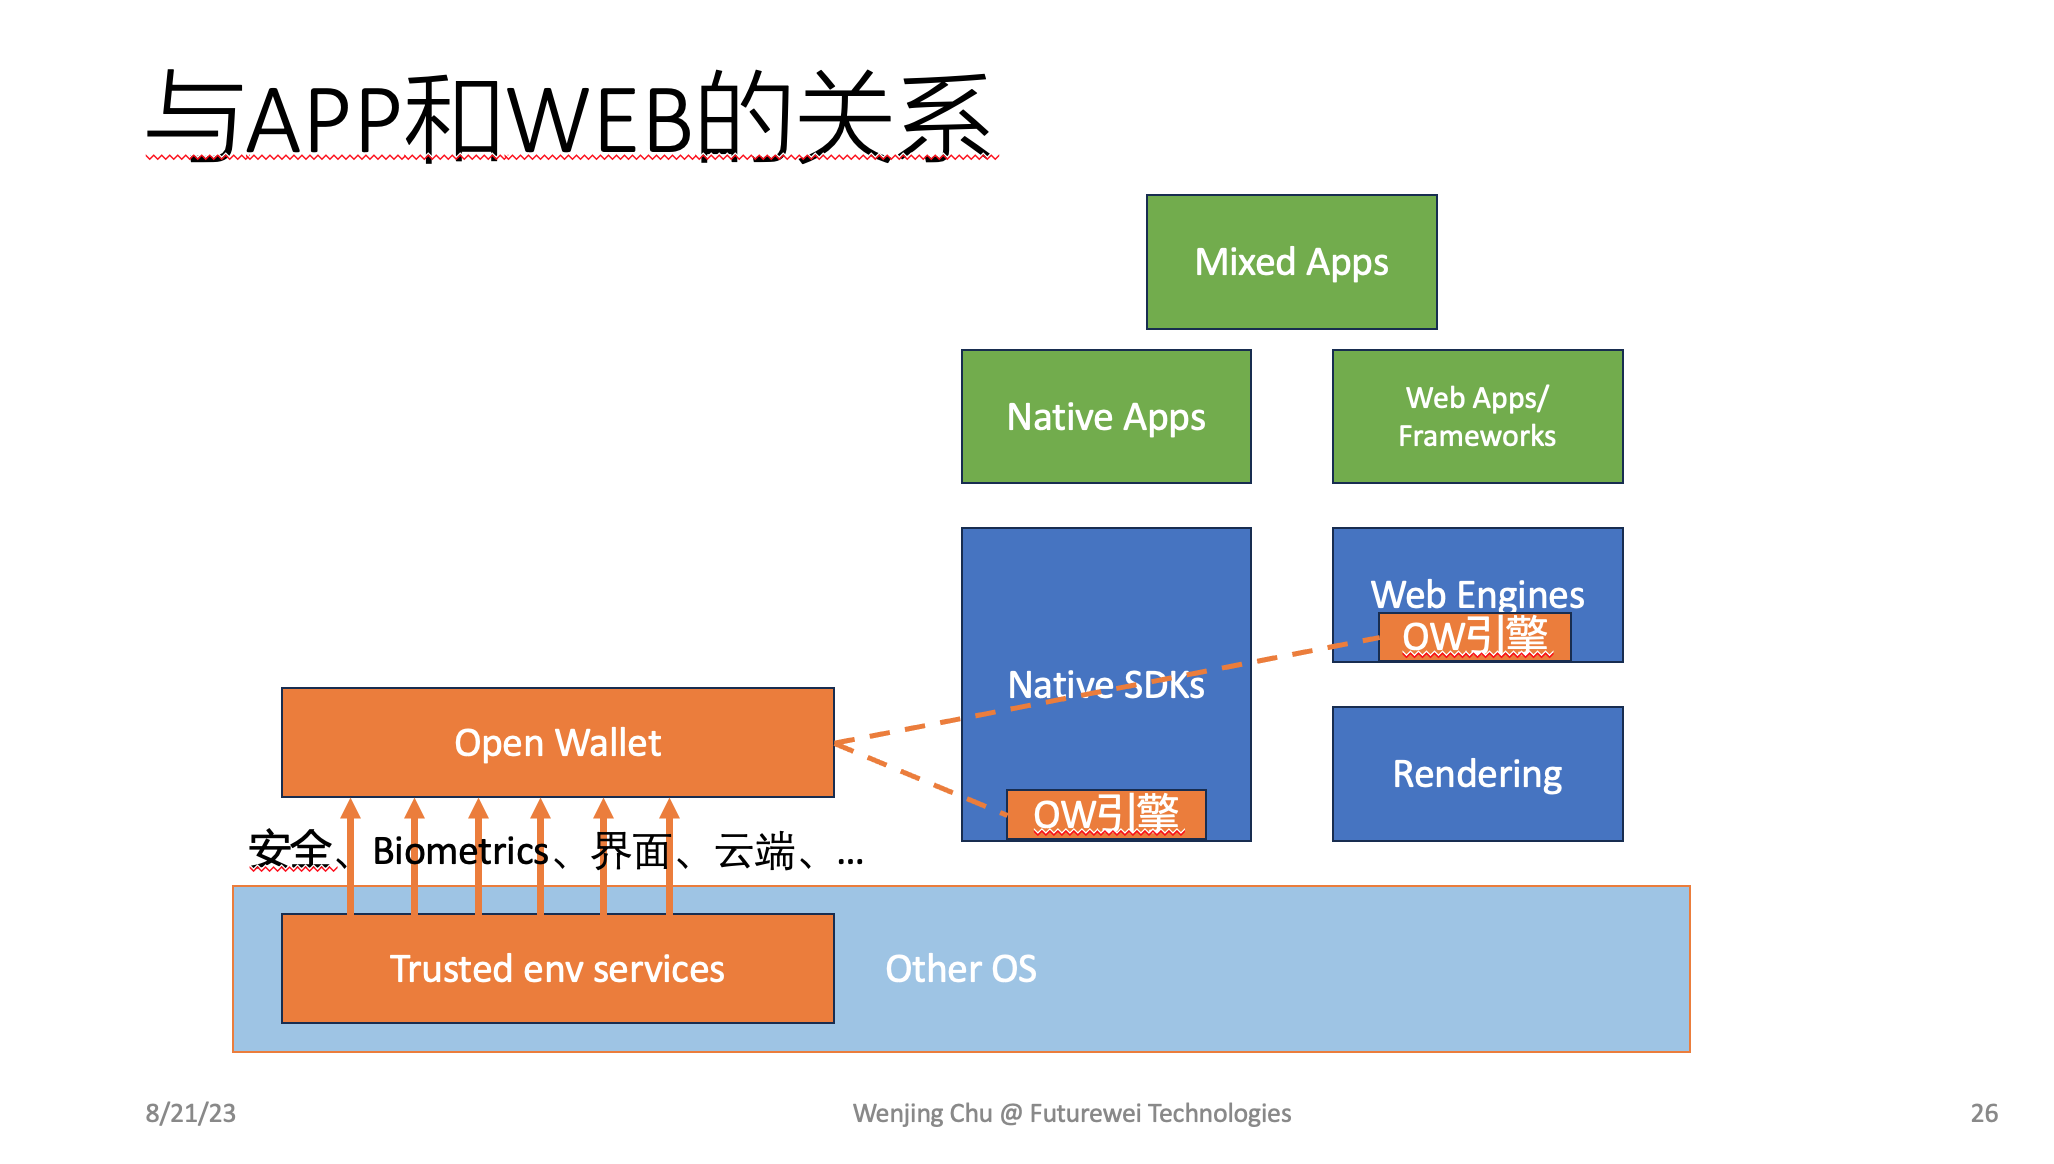 与APP和WEB的关系
Mixed Apps
Native Apps
Web Apps/
Frameworks
Native SDKs
OW引擎
Web Engines
OW引擎
Rendering
Open Wallet
安全、Biometrics、界面、云端、...
Trusted env services
Other OS
8/21/23
Wenjing Chu @ Futurewei Technologies
26